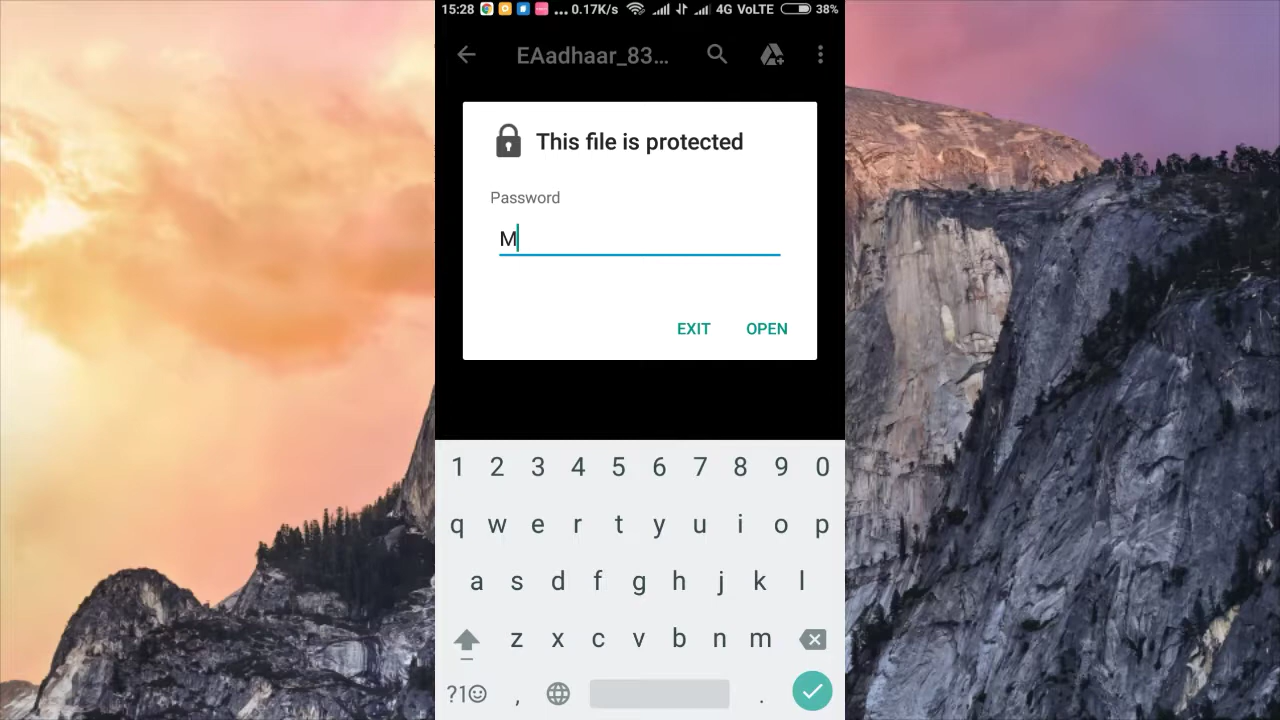 15:28 ... 0.17K/s 4G VoLTE 38%
EAadhaar_83...
This file is protected
Password
M
EXIT OPEN
1 2 3 4 5 6 7 8 9 0
q w e r t y u i o p
a s d f g h j k l
z x c v b n m
?1☺ , .